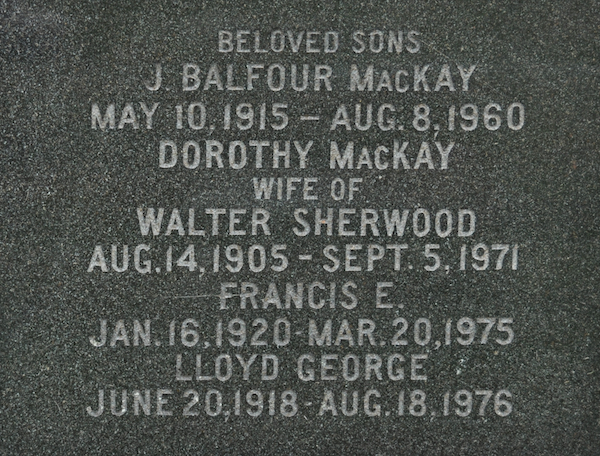 BELOVED SONS
J. BALFOUR MACKAY
MAY 10, 1915 – AUG. 8, 1960
DOROTHY MACKAY
WIFE OF
WALTER SHERWOOD
AUG. 14, 1905 - SEPT. 5, 1971
FRANCIS E.
JAN. 16, 1920 - MAR. 20, 1975
LLOYD GEORGE
JUNE 20, 1918 - AUG. 18, 1976